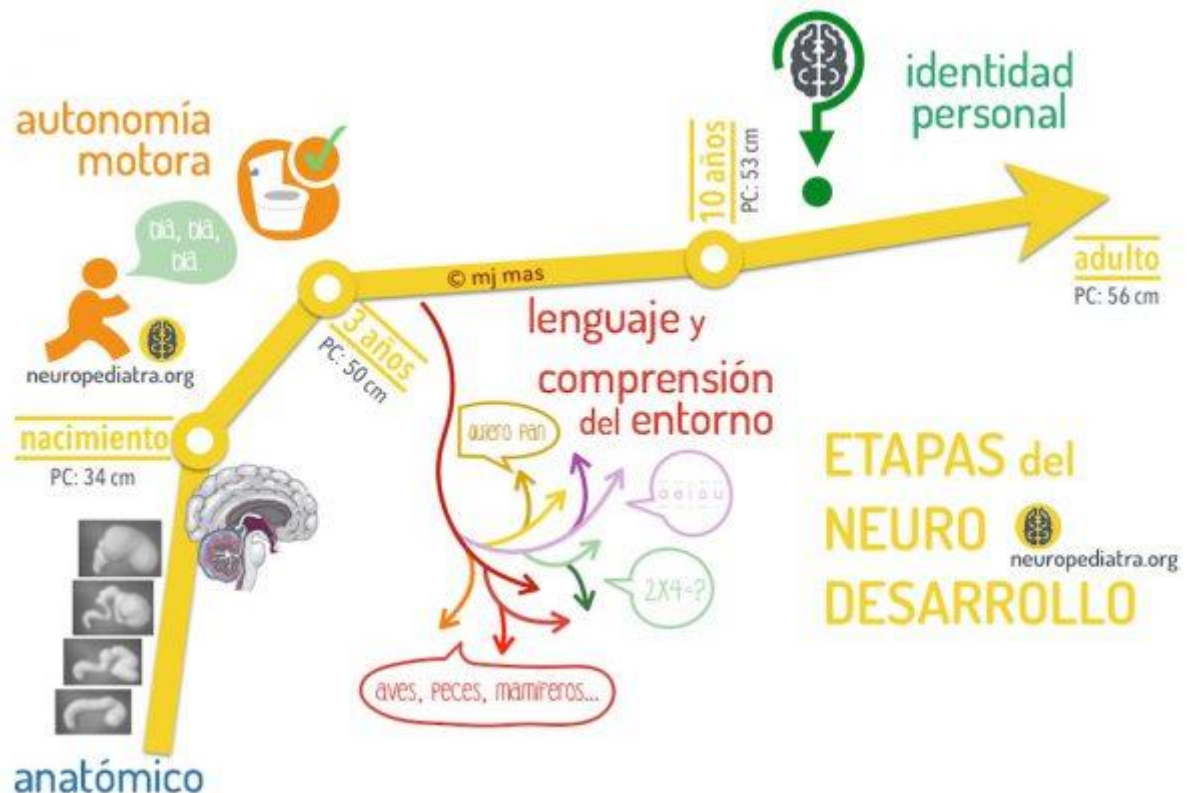 autonomía
motora
bla, bla,
bla
neuropediatra.org
nacimiento
PC: 34 cm
anatómico
3 años
PC: 50 cm
© mj mas
lenguaje y
comprensión
del entorno
quiero pan
a e i o u
2x4=?
aves, peces, mamíferos...
10 años
PC: 53 cm
identidad
personal
adulto
PC: 56 cm
ETAPAS del
NEURO
neuropediatra.org
DESARROLLO